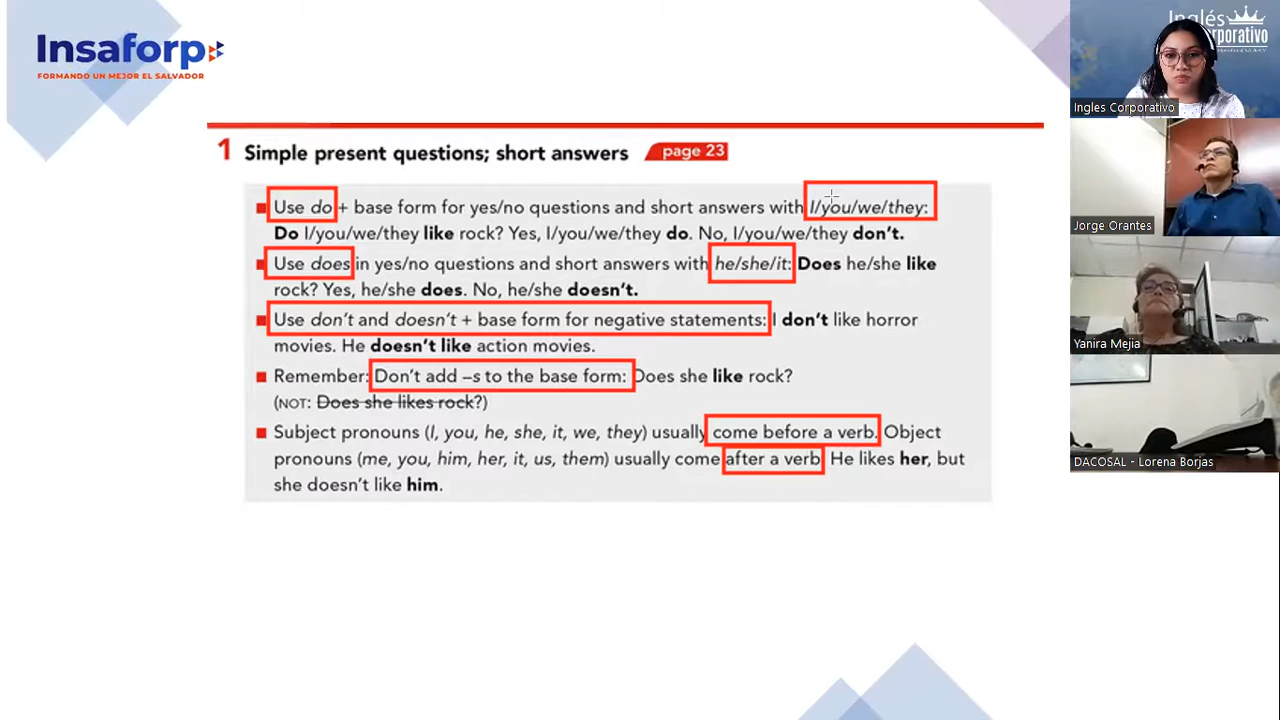 Insaforp
FORMANDO UN MEJOR EL SALVADOR
1 Simple present questions; short answers page 23
Use do + base form for yes/no questions and short answers with I/you/we/they:
Do I/you/we/they like rock? Yes, I/you/we/they do. No, I/you/we/they don't.
Use does in yes/no questions and short answers with he/she/it: Does he/she like
rock? Yes, he/she does. No, he/she doesn't.
Use don't and doesn't + base form for negative statements: I don't like horror
movies. He doesn't like action movies.
Remember: Don't add –s to the base form: Does she like rock?
(NOT: Does she likes rock?)
Subject pronouns (I, you, he, she, it, we, they) usually come before a verb. Object
pronouns (me, you, him, her, it, us, them) usually come after a verb. He likes her, but
she doesn't like him.
Inglés
Corporativo
Ingles Corporativo
Jorge Orantes
Yanira Mejia
DACOSAL - Lorena Borjas